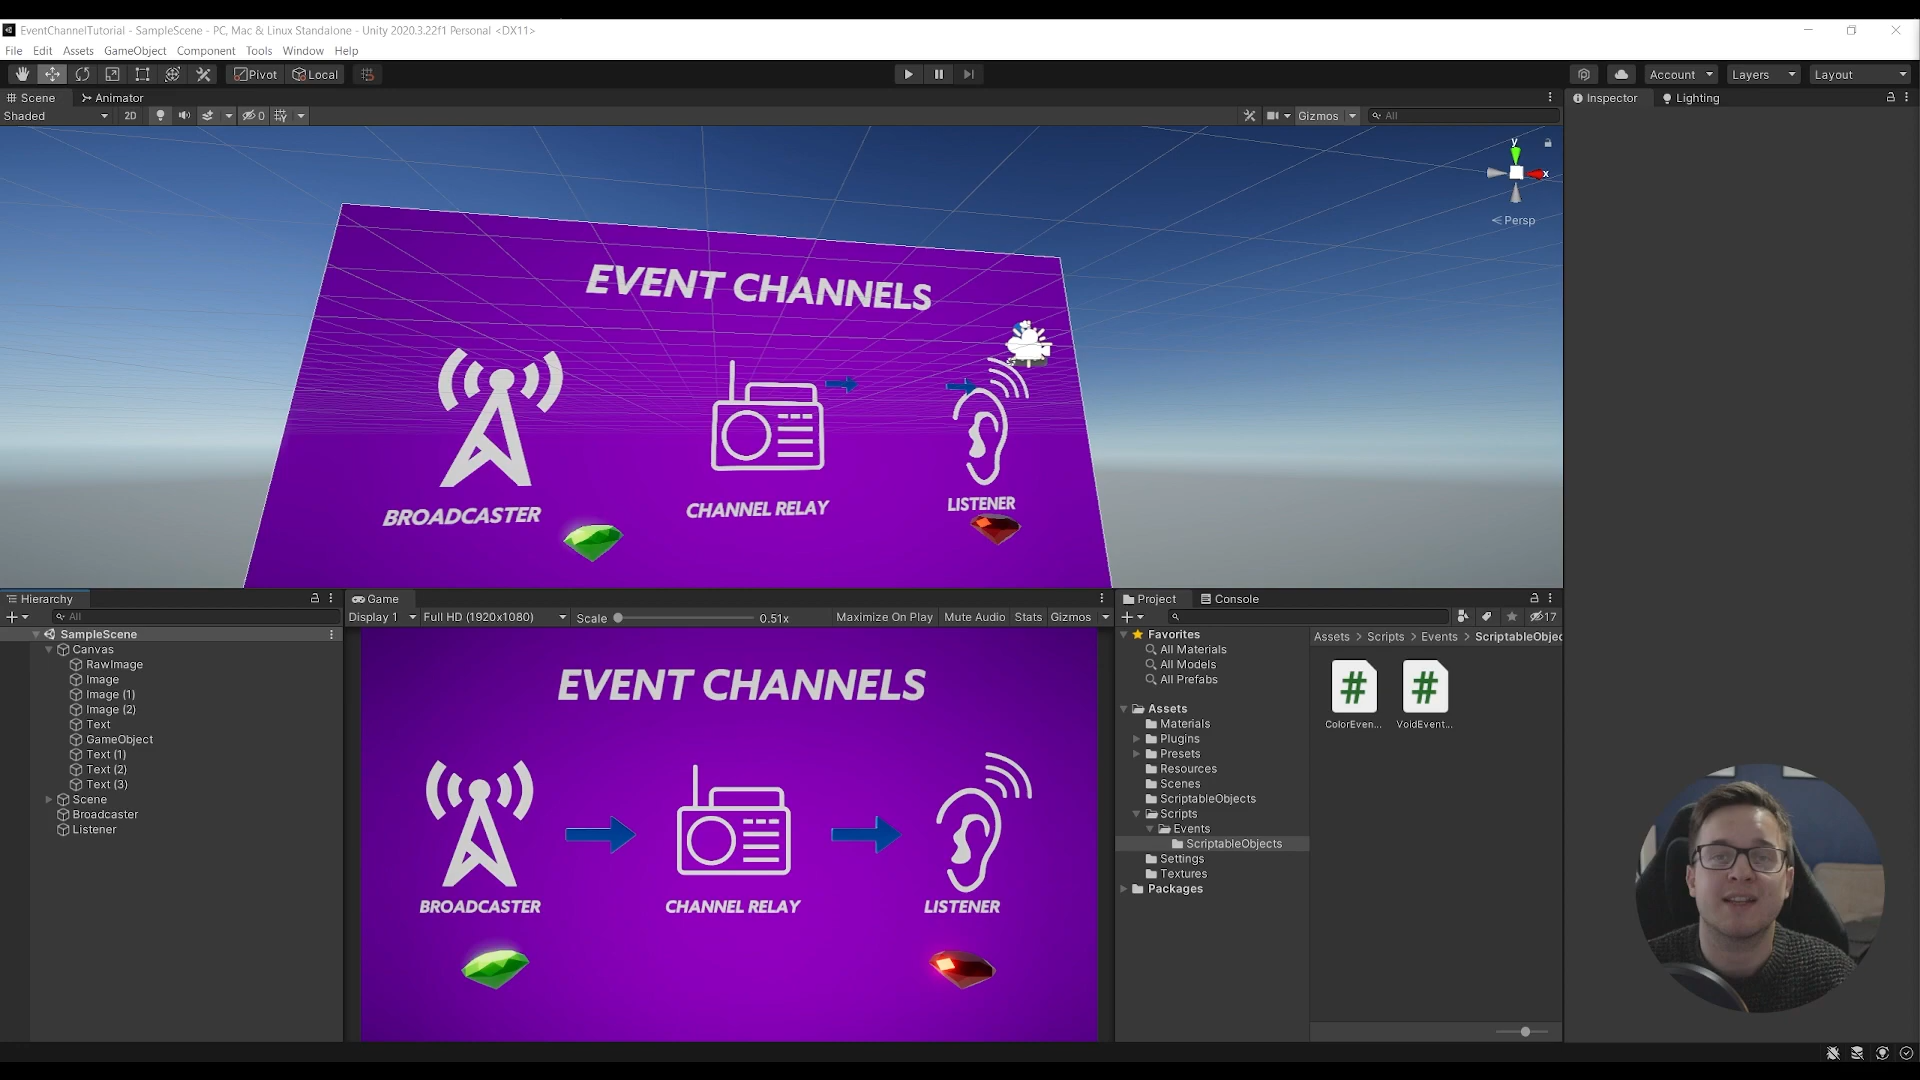 EventChannelTutorial - SampleScene - PC, Mac & Linux Standalone - Unity 2020.3.22f1 Personal <DX11>
File Edit Assets GameObject Component Tools Window Help
Pivot Local Account Layers Layout
Scene Animator Inspector Lighting
Shaded 2D 0 Gizmos All
y
x
Persp
EVENT CHANNELS
BROADCASTER CHANNEL RELAY LISTENER
Hierarchy
All
SampleScene
Canvas
RawImage
Image
Image (1)
Image (2)
Text
GameObject
Text (1)
Text (2)
Text (3)
Scene
Broadcaster
Listener
Game
Display 1 Full HD (1920x1080) Scale 0.51x Maximize On Play Mute Audio Stats Gizmos
EVENT CHANNELS
BROADCASTER CHANNEL RELAY LISTENER
Project Console
17
Favorites
All Materials
All Models
All Prefabs
Assets
Materials
Plugins
Presets
Resources
Scenes
ScriptableObjects
Scripts
Events
ScriptableObjects
Settings
Textures
Packages
Assets > Scripts > Events > ScriptableObjec
# #
ColorEven... VoidEvent...